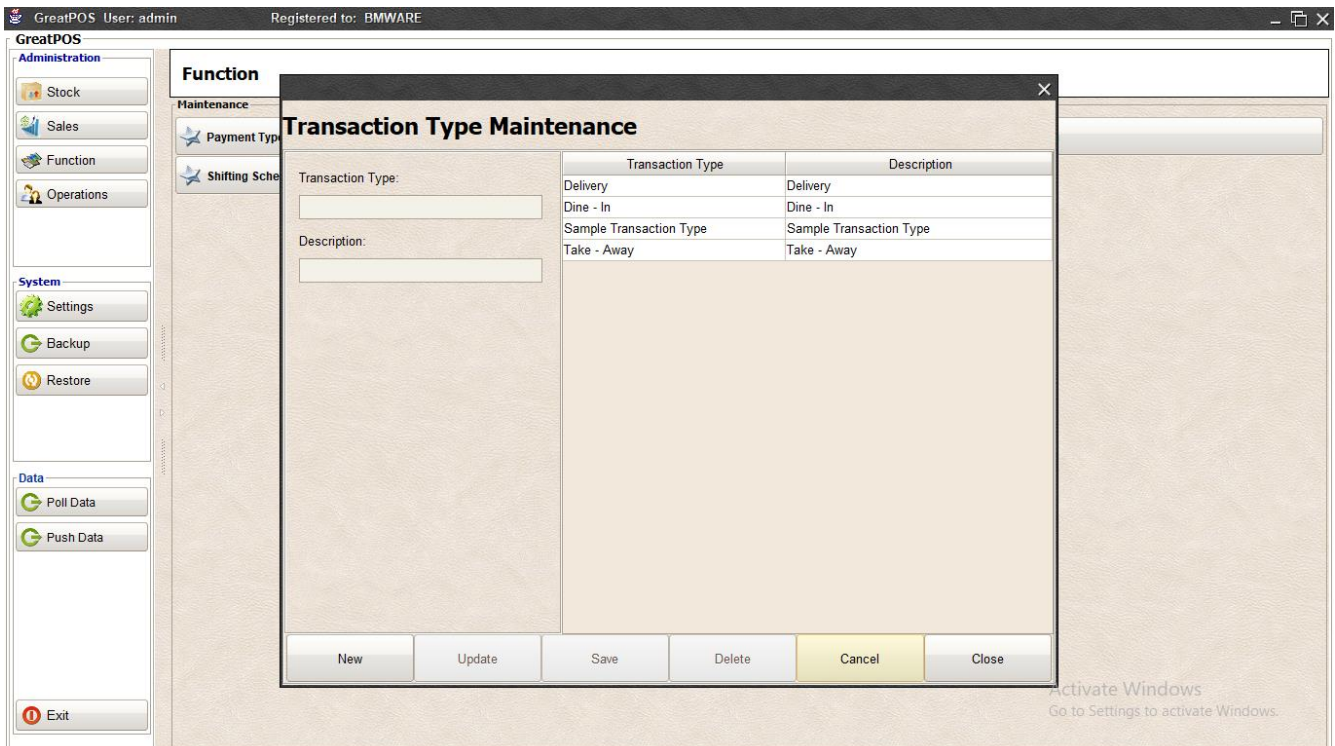 GreatPOS User: admin Registered to: BMWARE
GreatPOS
Administration
Stock
Sales
Function
Operations
System
Settings
Backup
Restore
Data
Poll Data
Push Data
Exit
Function
Maintenance
Payment Type
Shifting Sche
Transaction Type Maintenance
Transaction Type:
Description:
Transaction Type Description
Delivery Delivery
Dine - In Dine - In
Sample Transaction Type Sample Transaction Type
Take - Away Take - Away
New Update Save Delete Cancel Close
Activate Windows
Go to Settings to activate Windows.